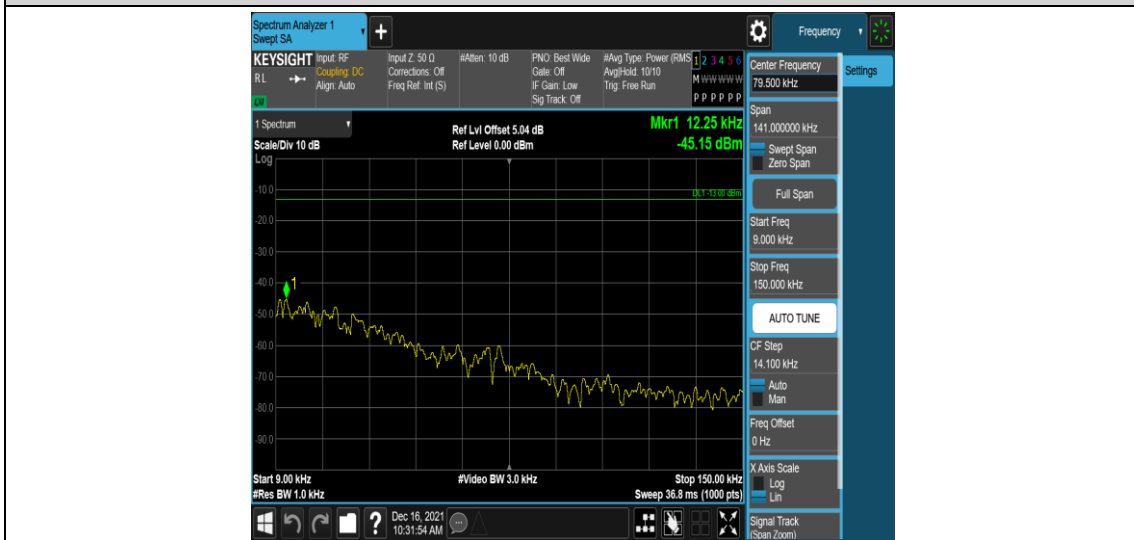 Spectrum Analyzer 1
Swept SA
+
Frequency
KEYSIGHT
RL
Input: RF
Coupling: DC
Align: Auto
Input Z: 50 Ω
Corrections: Off
Freq Ref: Int (S)
#Atten: 10 dB
PNO: Best Wide
Gate: Off
IF Gain: Low
Sig Track: Off
#Avg Type: Power (RMS
Avg|Hold: 10/10
Trig: Free Run
1 2 3 4 5 6
M W W W W W
P P P P P P
1 Spectrum
Scale/Div 10 dB
Ref Lvl Offset 5.04 dB
Ref Level 0.00 dBm
Mkr1 12.25 kHz
-45.15 dBm
Log
DL1 -13.00 dBm
-10.0
-20.0
-30.0
-40.0
1
-50.0
-60.0
-70.0
-80.0
-90.0
Start 9.00 kHz
#Res BW 1.0 kHz
#Video BW 3.0 kHz
Stop 150.00 kHz
Sweep 36.8 ms (1000 pts)
?
Dec 16, 2021
10:31:54 AM
Center Frequency
79.500 kHz
Settings
Span
141.000000 kHz
Swept Span
Zero Span
Full Span
Start Freq
9.000 kHz
Stop Freq
150.000 kHz
AUTO TUNE
CF Step
14.100 kHz
Auto
Man
Freq Offset
0 Hz
X Axis Scale
Log
Lin
Signal Track
(Span Zoom)